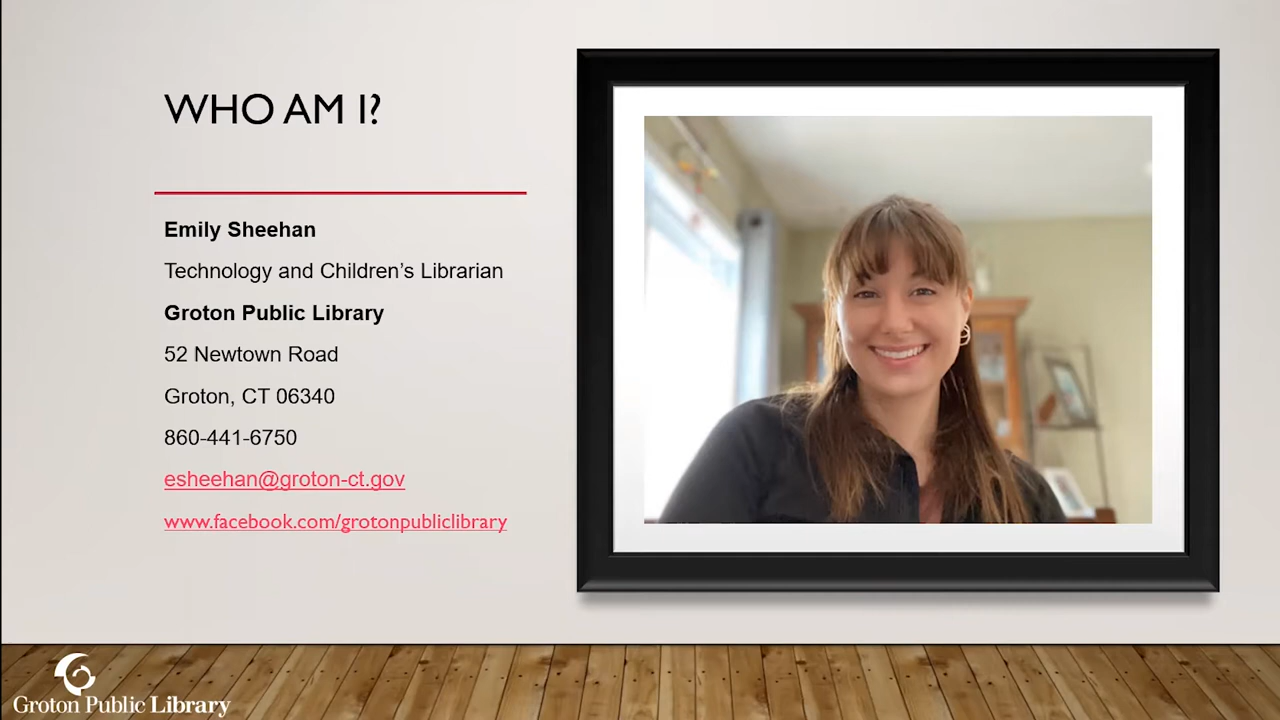 WHO AM I?
Emily Sheehan
Technology and Children’s Librarian
Groton Public Library
52 Newtown Road
Groton, CT 06340
860-441-6750
esheehan@groton-ct.gov
www.facebook.com/grotonpubliclibrary
Groton Public Library